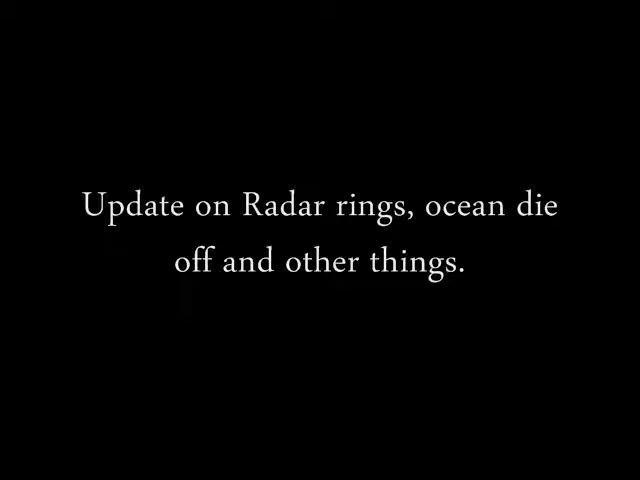 Update on Radar rings, ocean die
off and other things.